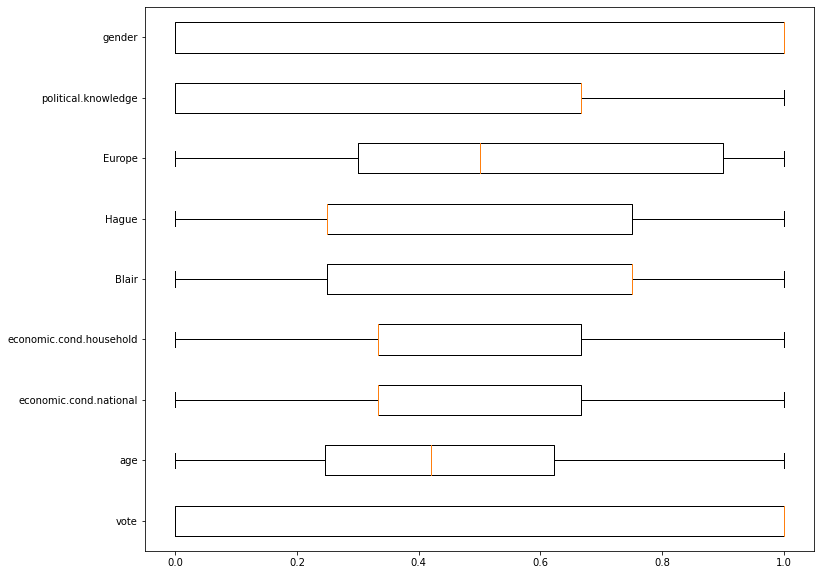 gender
political.knowledge
Europe
Hague
Blair
economic.cond.household
economic.cond.national
age
vote
0.0 0.2 0.4 0.6 0.8 1.0